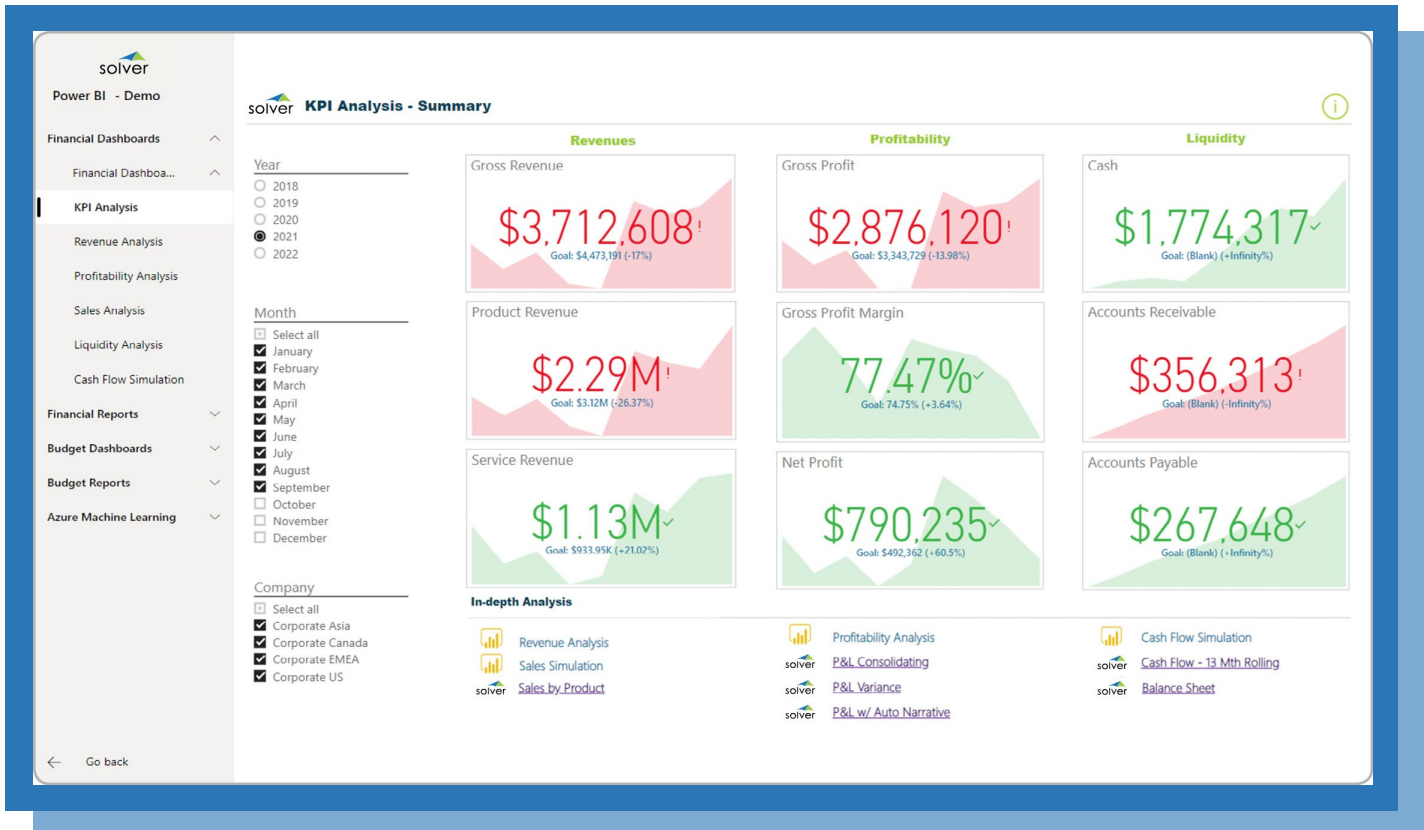 solver
Power BI - Demo
Financial Dashboards
Financial Dashboa...
KPI Analysis
Revenue Analysis
Profitability Analysis
Sales Analysis
Liquidity Analysis
Cash Flow Simulation
Financial Reports
Budget Dashboards
Budget Reports
Azure Machine Learning
Go back
solver KPI Analysis - Summary
i
Year
2018
2019
2020
2021
2022
Month
Select all
January
February
March
April
May
June
July
August
September
October
November
December
Company
Select all
Corporate Asia
Corporate Canada
Corporate EMEA
Corporate US
Revenues
Gross Revenue
$3,712,608!
Goal: $4,473,191 (-17%)
Product Revenue
$2.29M!
Goal: $3.12M (-26.37%)
Service Revenue
$1.13M
Goal: $933.95K (+21.02%)
Profitability
Gross Profit
$2,876,120!
Goal: $3,343,729 (-13.98%)
Gross Profit Margin
77.47%
Goal: 74.75% (+3.64%)
Net Profit
$790,235
Goal: $492,362 (+60.5%)
Liquidity
Cash
$1,774,317
Goal: (Blank) (+Infinity%)
Accounts Receivable
$356,313!
Goal: (Blank) (-Infinity%)
Accounts Payable
$267,648
Goal: (Blank) (+Infinity%)
In-depth Analysis
Revenue Analysis
Sales Simulation
solver Sales by Product
Profitability Analysis
solver P&L Consolidating
solver P&L Variance
solver P&L w/ Auto Narrative
Cash Flow Simulation
solver Cash Flow - 13 Mth Rolling
solver Balance Sheet